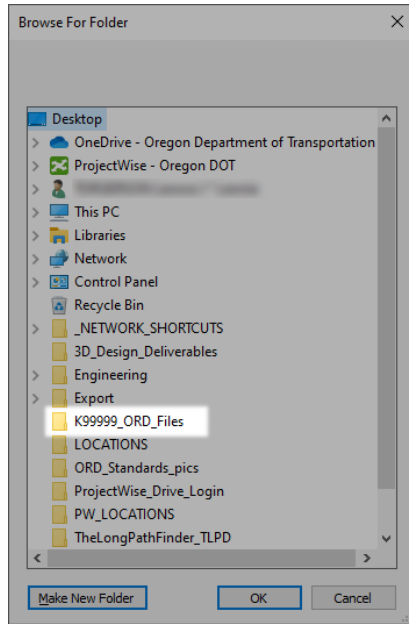 Browse For Folder
Desktop
OneDrive - Oregon Department of Transportation
ProjectWise - Oregon DOT
This PC
Libraries
Network
Control Panel
Recycle Bin
_NETWORK_SHORTCUTS
3D_Design_Deliverables
Engineering
Export
K99999_ORD_Files
LOCATIONS
ORD_Standards_pics
ProjectWise_Drive_Login
PW_LOCATIONS
TheLongPathFinder_TLPD
Make New Folder OK Cancel